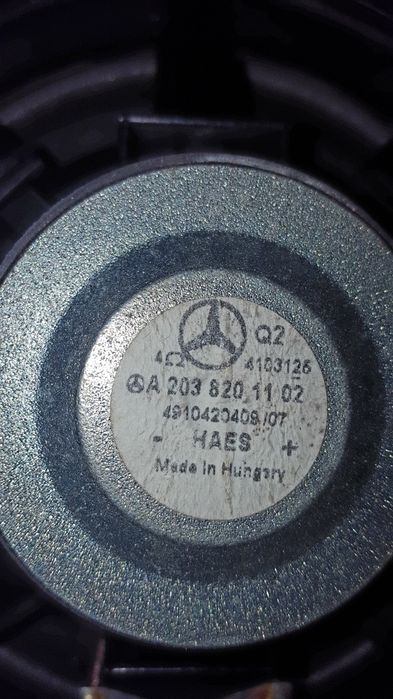 Q2
4Ω 4103126
A 203 820 11 02
4910420409/07
- HAES +
Made in Hungary